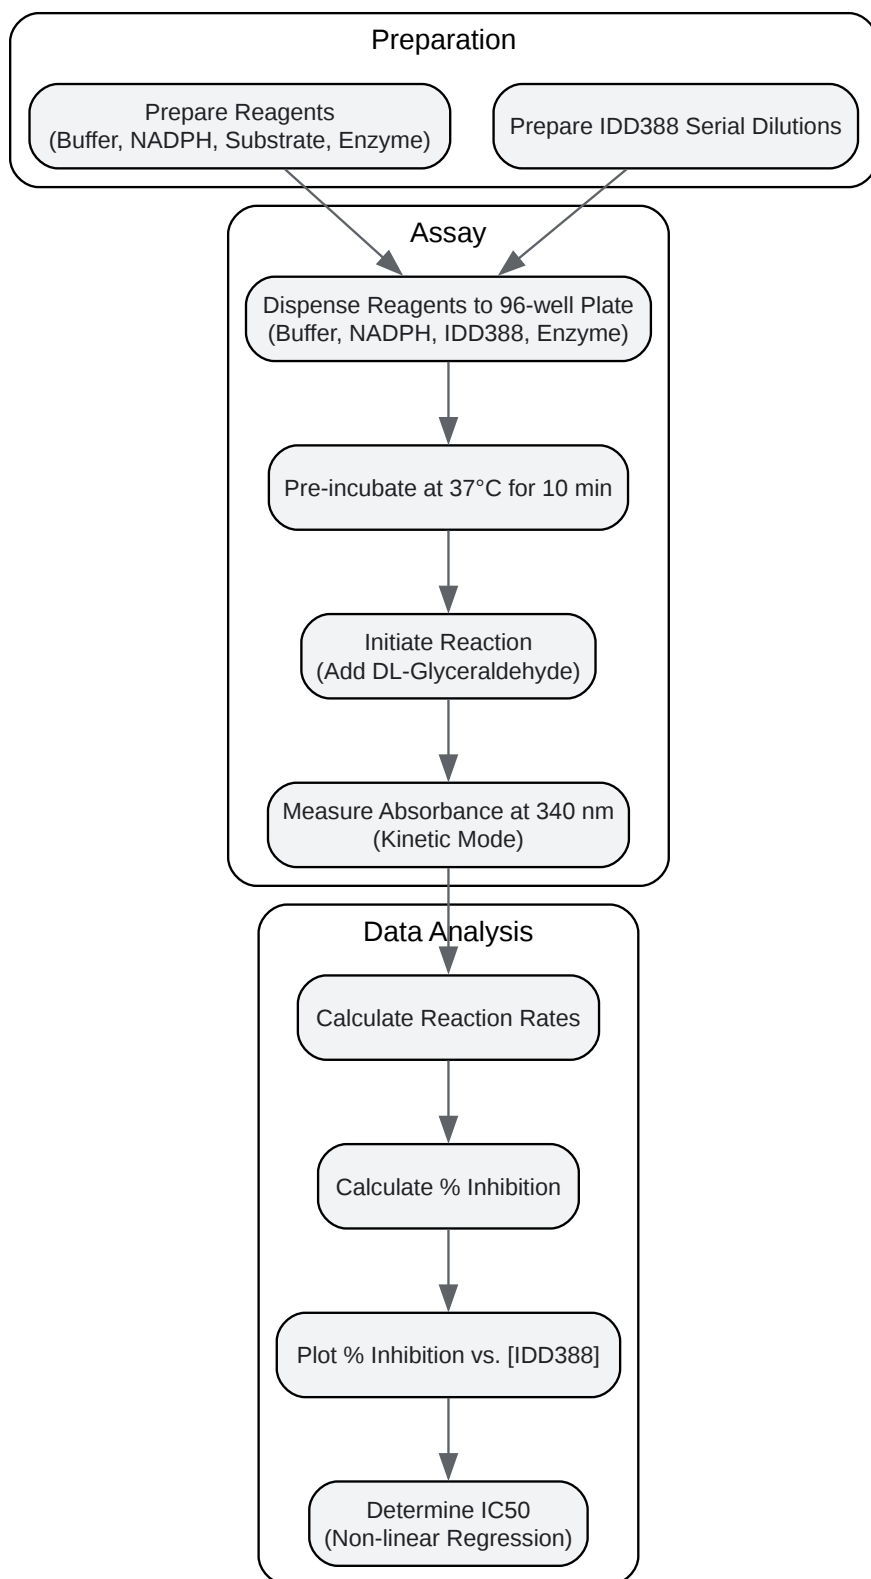 Preparation
Prepare Reagents
(Buffer, NADPH, Substrate, Enzyme)
Prepare IDD388 Serial Dilutions
Assay
Dispense Reagents to 96-well Plate
(Buffer, NADPH, IDD388, Enzyme)
Pre-incubate at 37°C for 10 min
Initiate Reaction
(Add DL-Glyceraldehyde)
Measure Absorbance at 340 nm
(Kinetic Mode)
Data Analysis
Calculate Reaction Rates
Calculate % Inhibition
Plot % Inhibition vs. [IDD388]
Determine IC50
(Non-linear Regression)